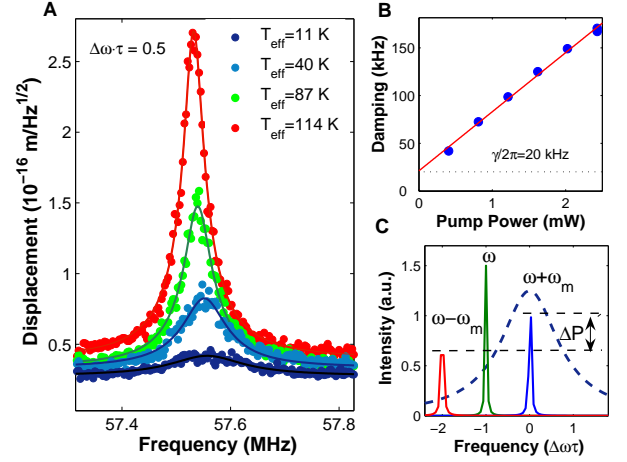 A
Δω·τ = 0.5
T_eff=11 K
T_eff=40 K
T_eff=87 K
T_eff=114 K
2.5
2
1.5
1
0.5
Displacement (10^−16 m/Hz^1/2)
57.4
57.6
57.8
Frequency (MHz)
B
Damping (kHz)
150
100
50
0
γ/2π=20 kHz
0
1
2
Pump Power (mW)
C
Intensity (a.u.)
1.5
1
0.5
0
ω
ω+ω_m
ω−ω_m
ΔP
−2
−1
0
1
Frequency (Δωτ)